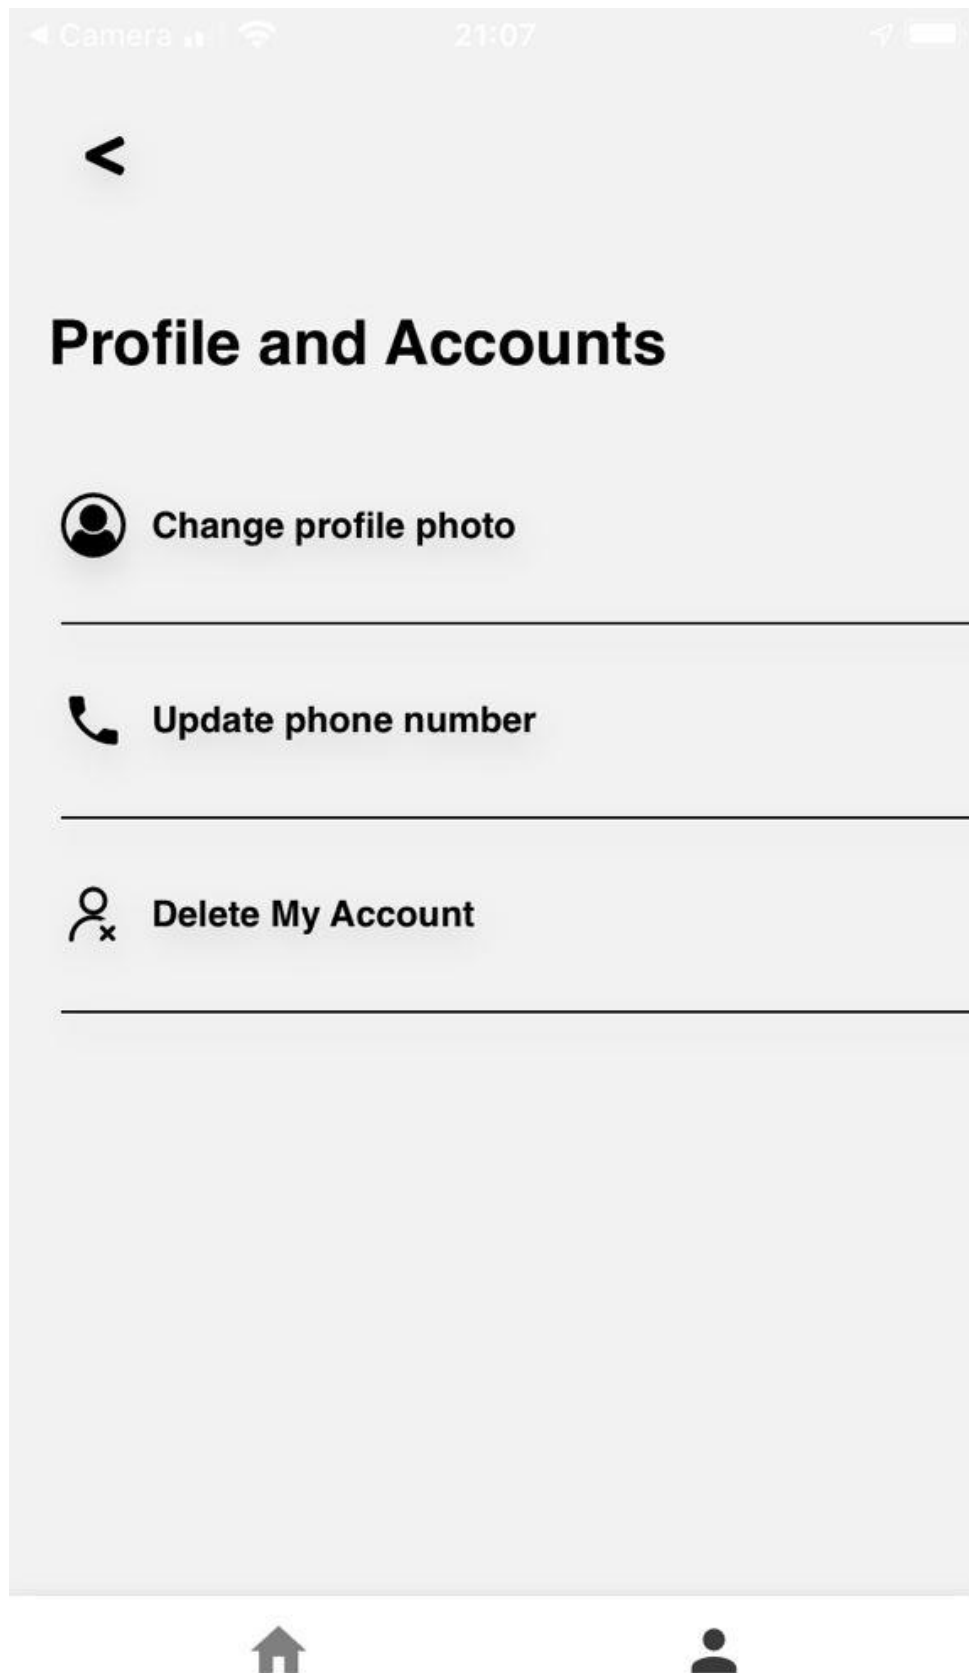 Camera 21:07
<
Profile and Accounts
Change profile photo
Update phone number
Delete My Account